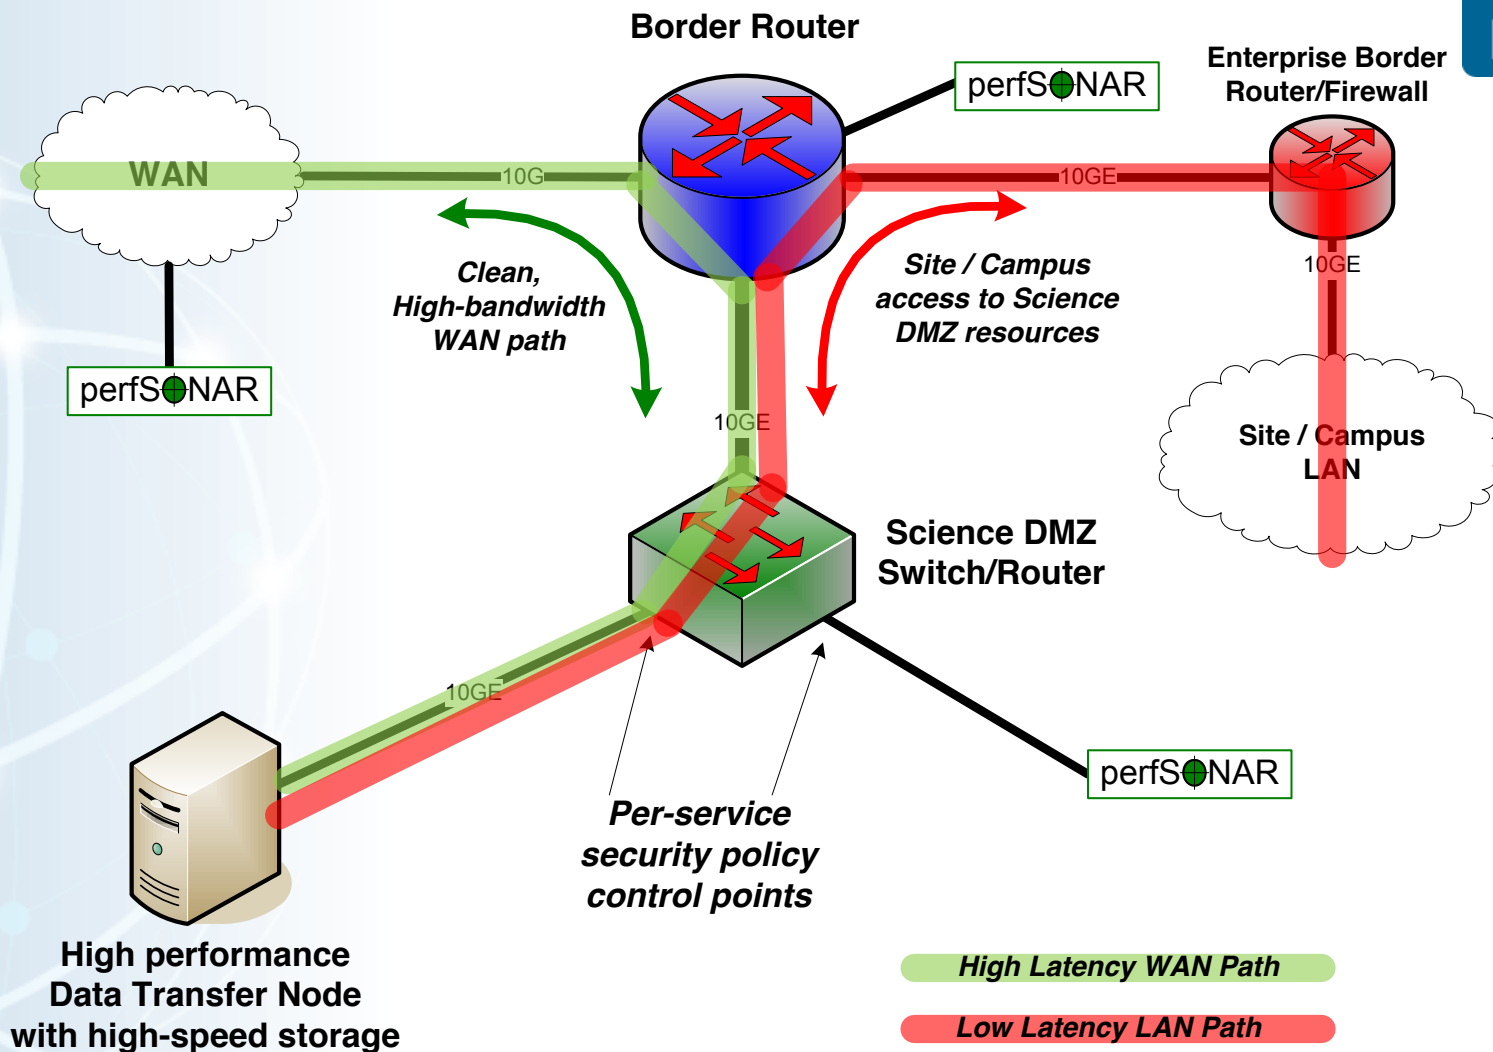 Border Router
perfSONAR
Enterprise Border
Router/Firewall
WAN
10G
10GE
10GE
Clean,
High-bandwidth
WAN path
Site / Campus
access to Science
DMZ resources
perfSONAR
10GE
Site / Campus
LAN
Science DMZ
Switch/Router
10GE
perfSONAR
Per-service
security policy
control points
High performance
Data Transfer Node
with high-speed storage
High Latency WAN Path
Low Latency LAN Path